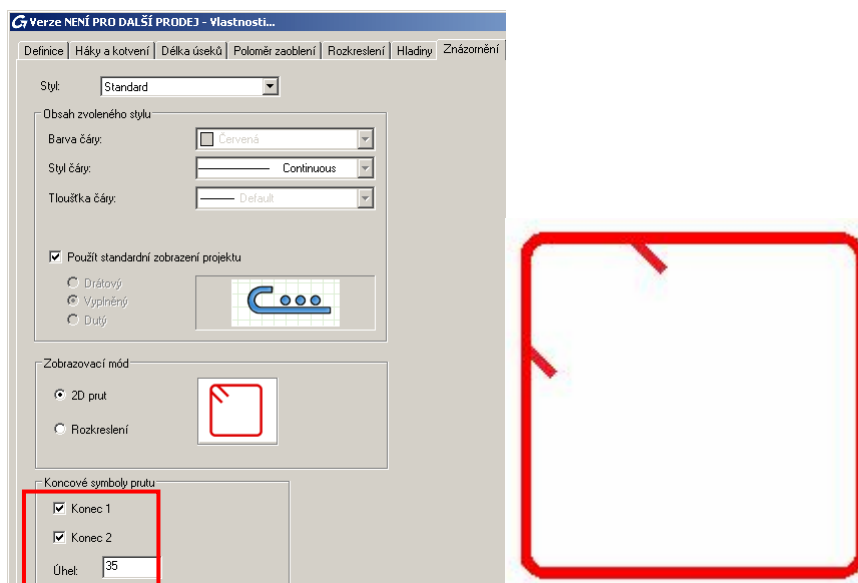 Verze NENÍ PRO DALŠÍ PRODEJ - Vlastnosti...
Definice Háky a kotvení Délka úseků Poloměr zaoblení Rozkreslení Hladiny Znázornění
Styl: Standard
Obsah zvoleného stylu
Barva čáry: Červená
Styl čáry: Continuous
Tloušťka čáry: Default
Použít standardní zobrazení projektu
Drátový
Vyplněný
Dutý
Zobrazovací mód
2D prut
Rozkreslení
Koncové symboly prutu
Konec 1
Konec 2
Úhel: 35